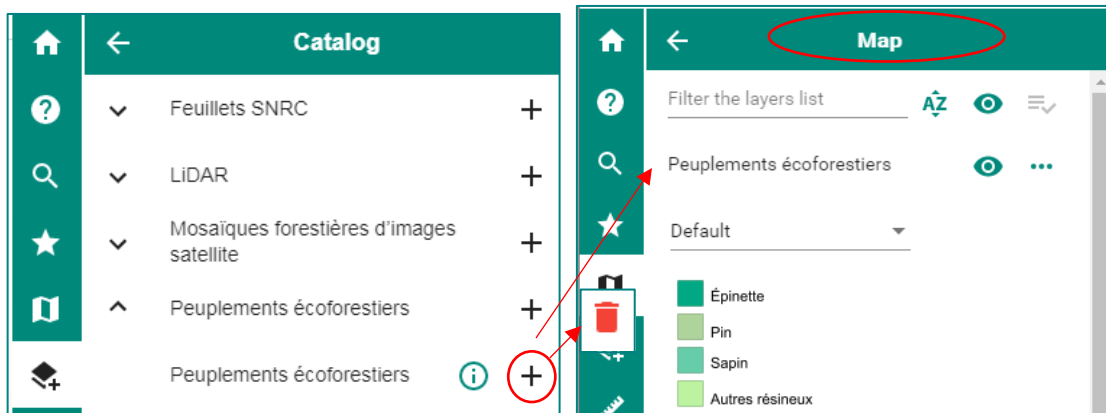 Catalog
Feuillets SNRC
LiDAR
Mosaïques forestières d'images
satellite
Peuplements écoforestiers
Peuplements écoforestiers
Map
Filter the layers list
AZ
Peuplements écoforestiers
Default
Épinette
Pin
Sapin
Autres résineux